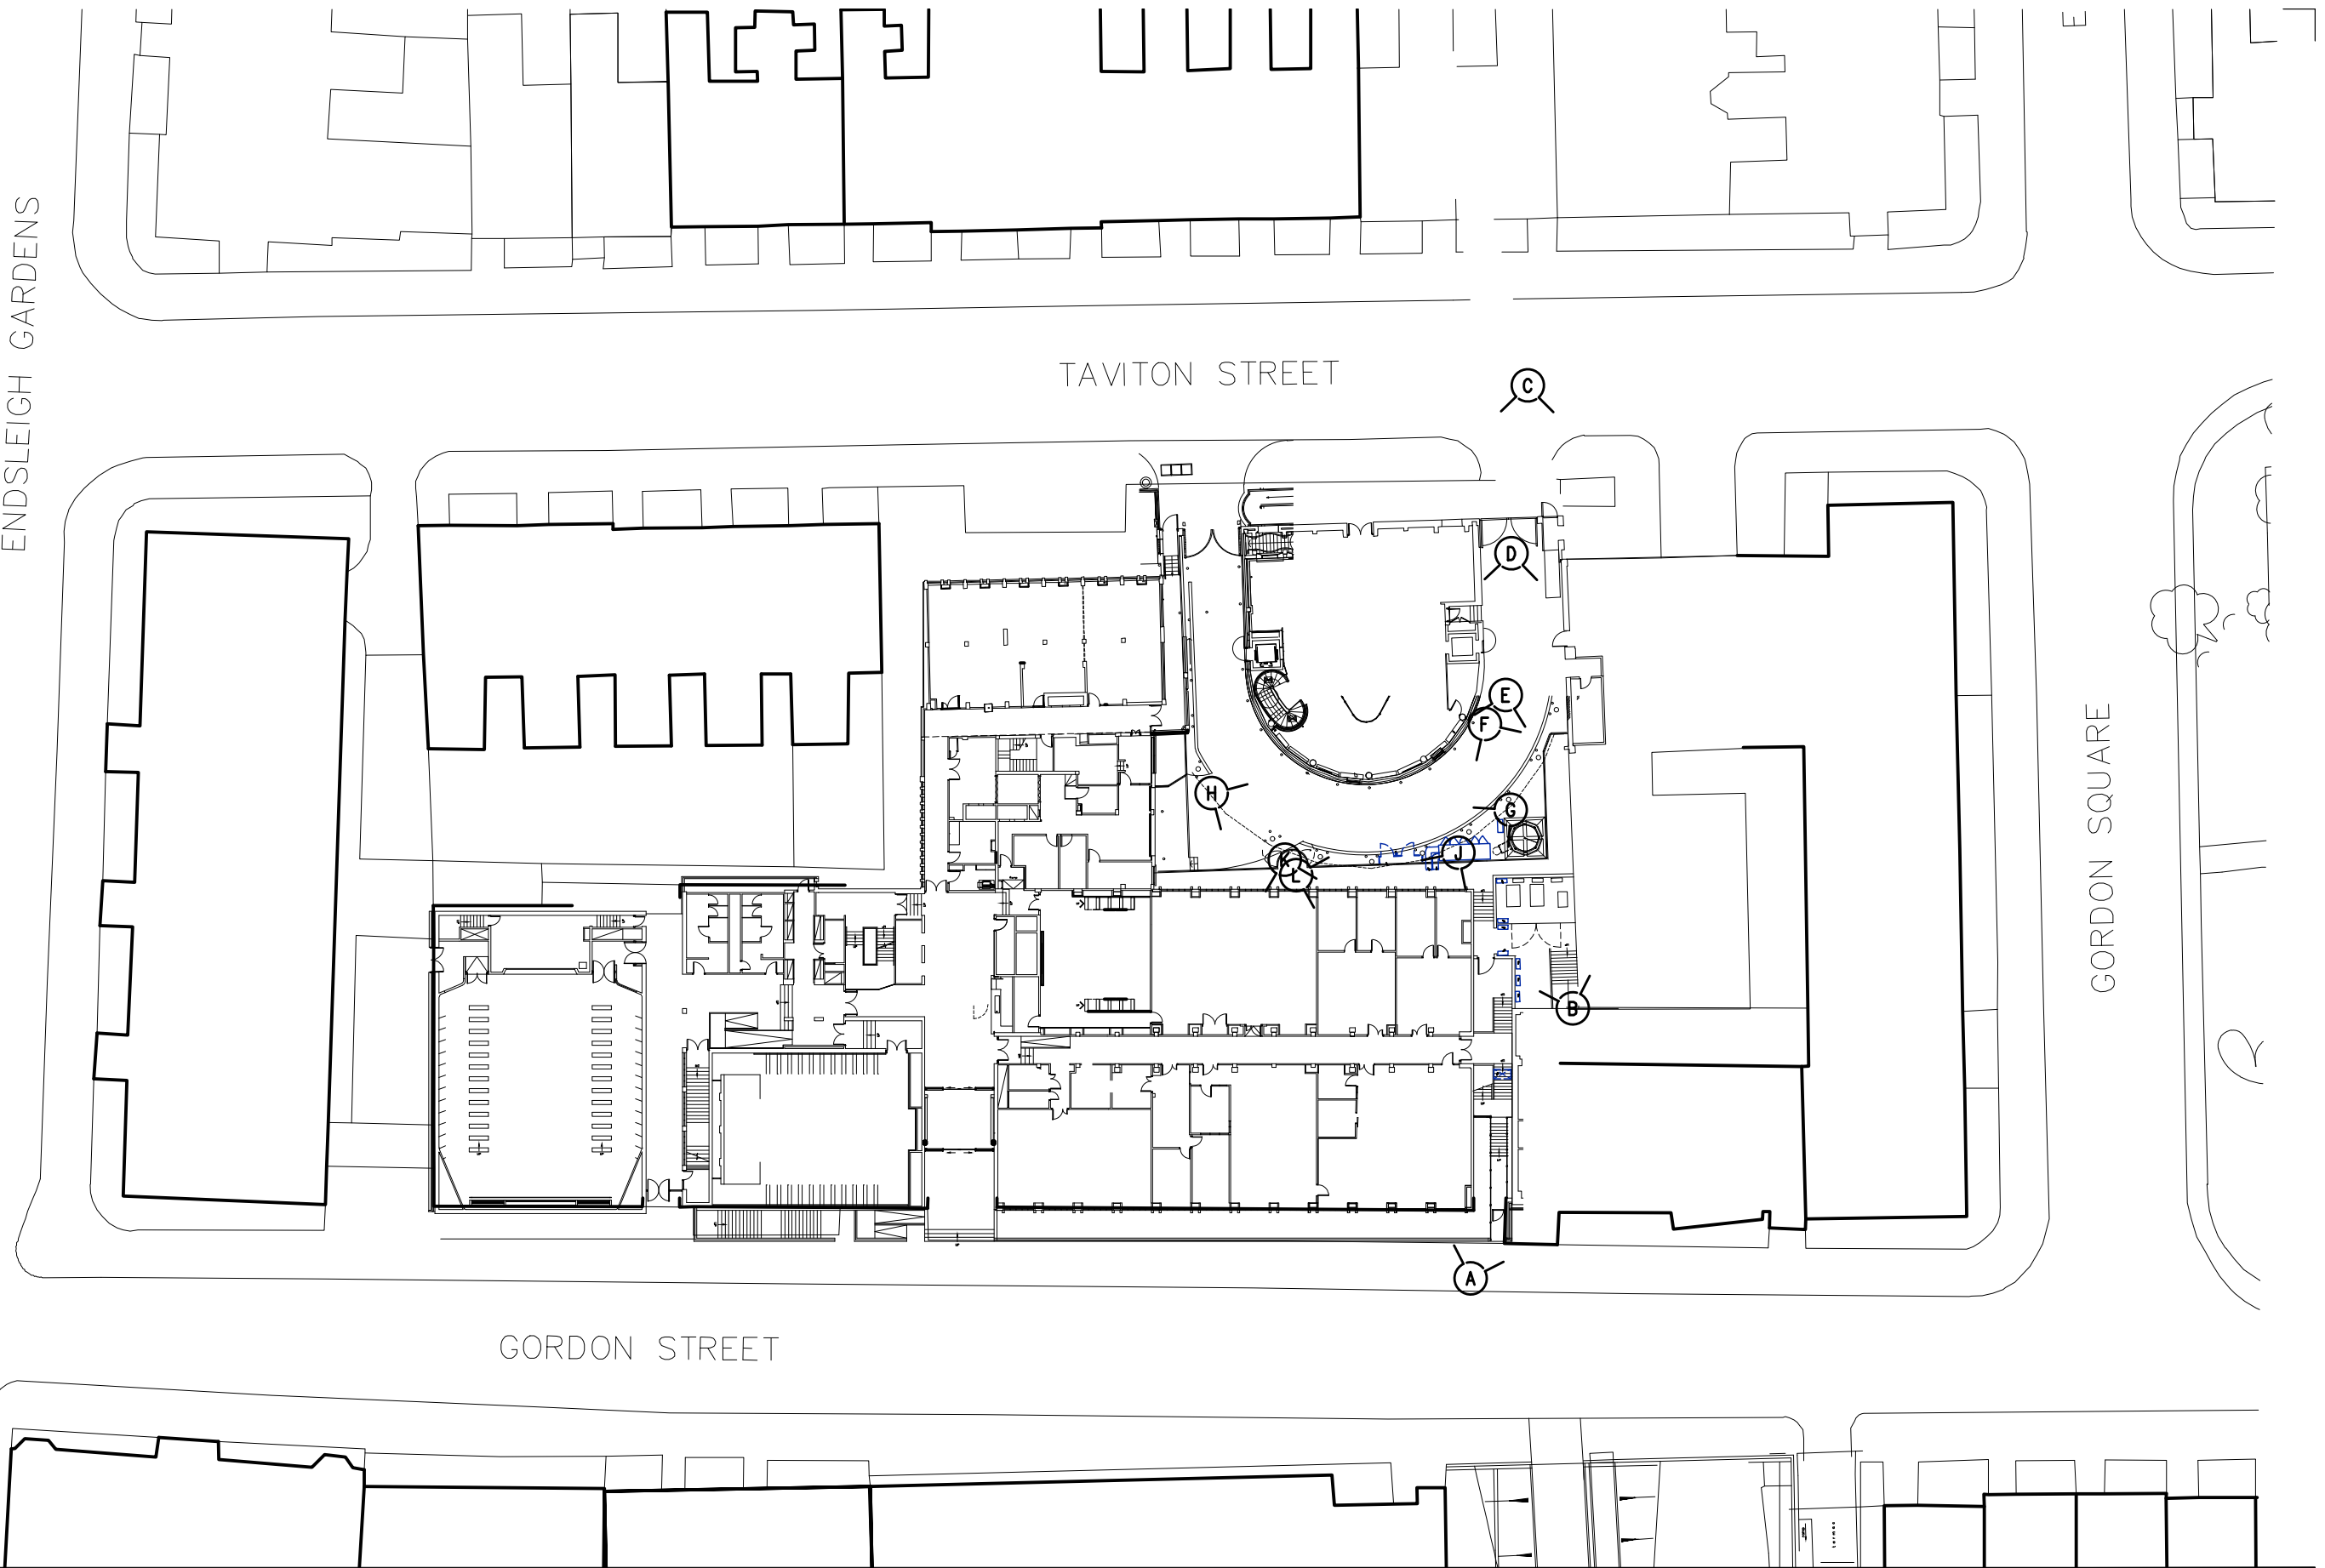 E
ENDSLEIGH GARDENS
TAVITON STREET
C
D
E
F
H
G
J
K
L
GORDON SQUARE
B
A
GORDON STREET